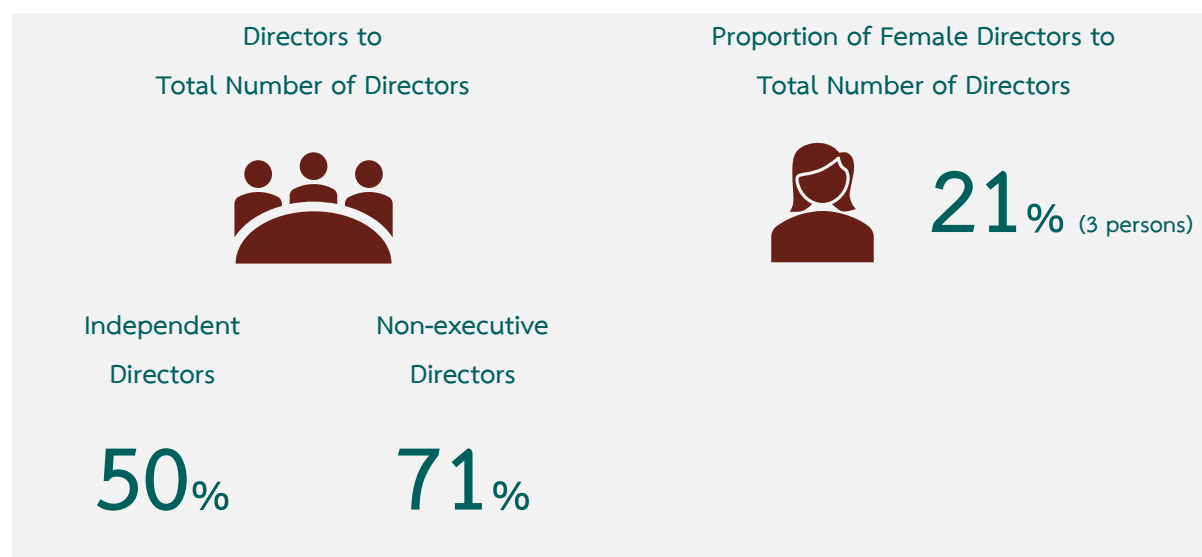 Directors to
Total Number of Directors
Independent
Directors
50%
Non-executive
Directors
71%
Proportion of Female Directors to
Total Number of Directors
21% (3 persons)